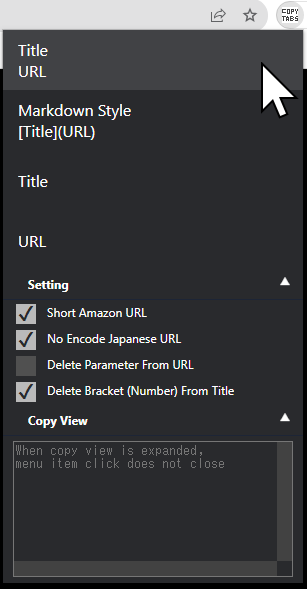 COPY
TABS
Title
URL
Markdown Style
[Title](URL)
Title
URL
Setting
Short Amazon URL
No Encode Japanese URL
Delete Parameter From URL
Delete Bracket (Number) From Title
Copy View
When copy view is expanded,
menu item click does not close